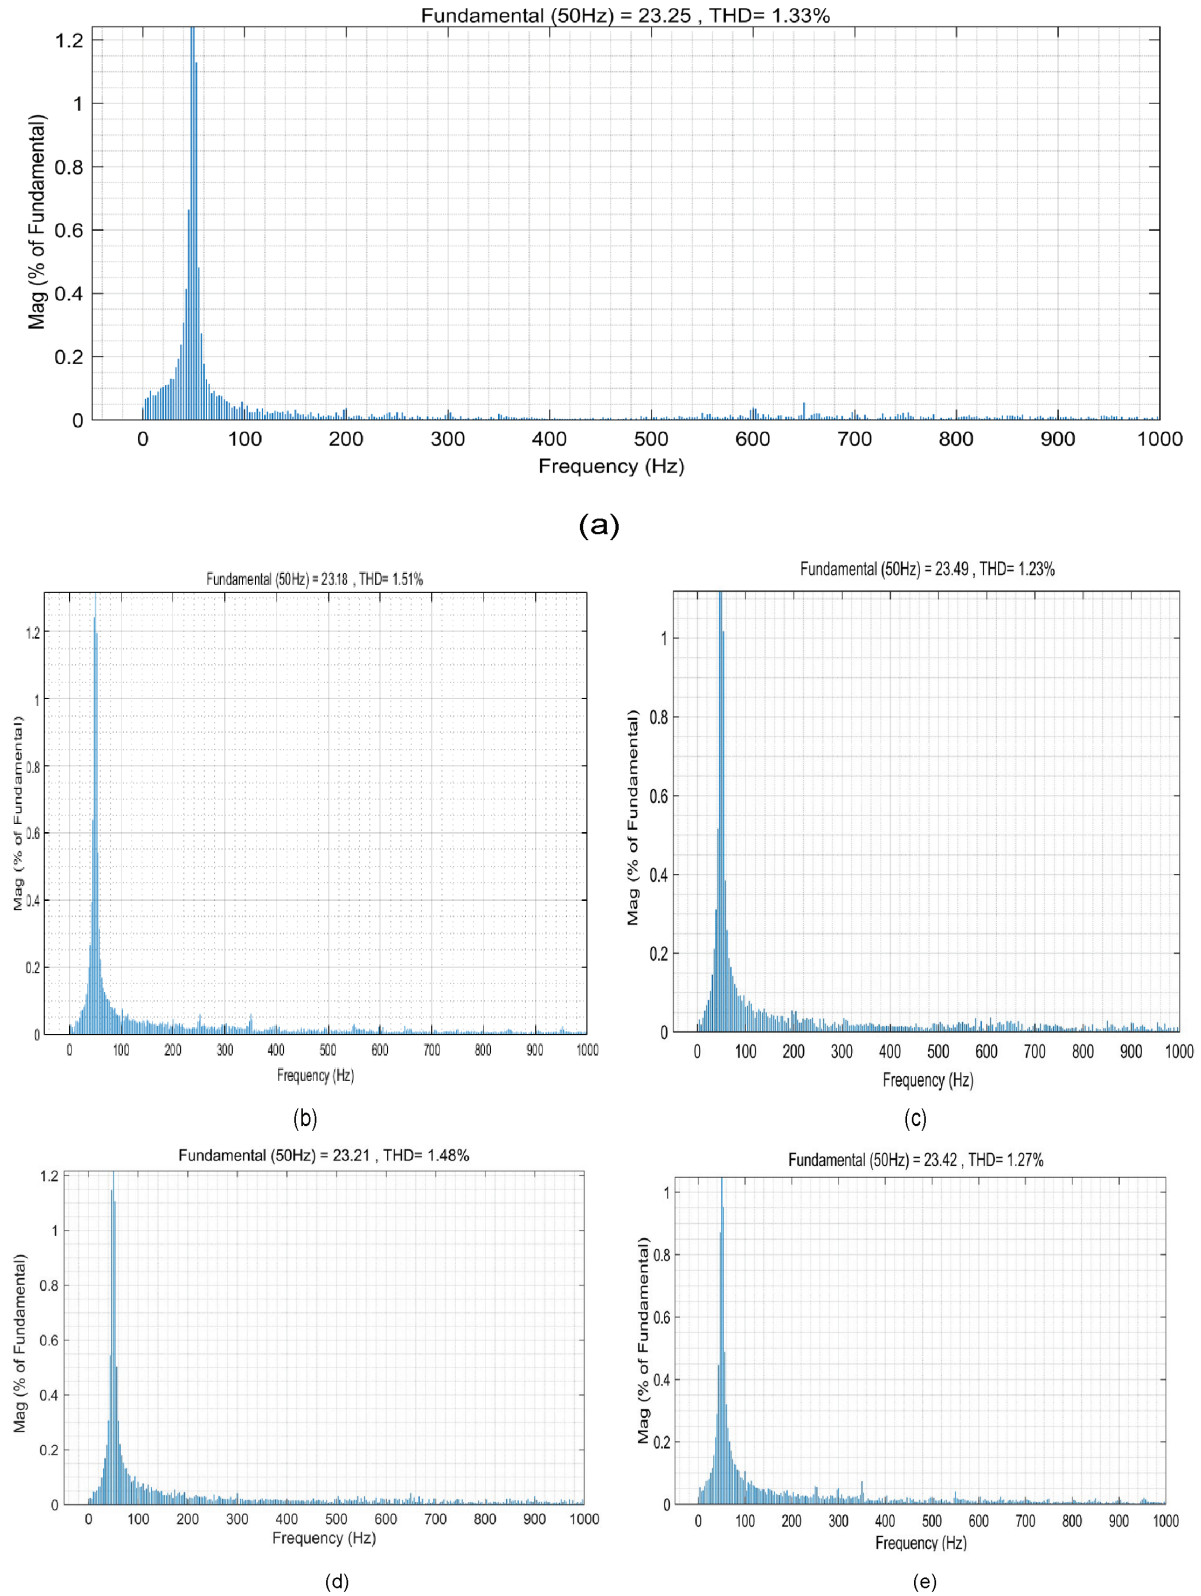 Fundamental (50Hz) = 23.25 , THD= 1.33%
1.2
1
0.8
0.6
0.4
0.2
0
Mag (% of Fundamental)
0 100 200 300 400 500 600 700 800 900 1000
Frequency (Hz)
(a)
Fundamental (50Hz) = 23.18 , THD= 1.51%
1.2
1
0.8
0.6
0.4
0.2
0
Mag (% of Fundamental)
0 100 200 300 400 500 600 700 800 900 1000
Frequency (Hz)
(b)
Fundamental (50Hz) = 23.49 , THD= 1.23%
1
0.8
0.6
0.4
0.2
0
Mag (% of Fundamental)
0 100 200 300 400 500 600 700 800 900 1000
Frequency (Hz)
(c)
Fundamental (50Hz) = 23.21 , THD= 1.48%
1.2
1
0.8
0.6
0.4
0.2
0
Mag (% of Fundamental)
0 100 200 300 400 500 600 700 800 900 1000
Frequency (Hz)
(d)
Fundamental (50Hz) = 23.42 , THD= 1.27%
1
0.8
0.6
0.4
0.2
0
Mag (% of Fundamental)
0 100 200 300 400 500 600 700 800 900 1000
Frequency (Hz)
(e)